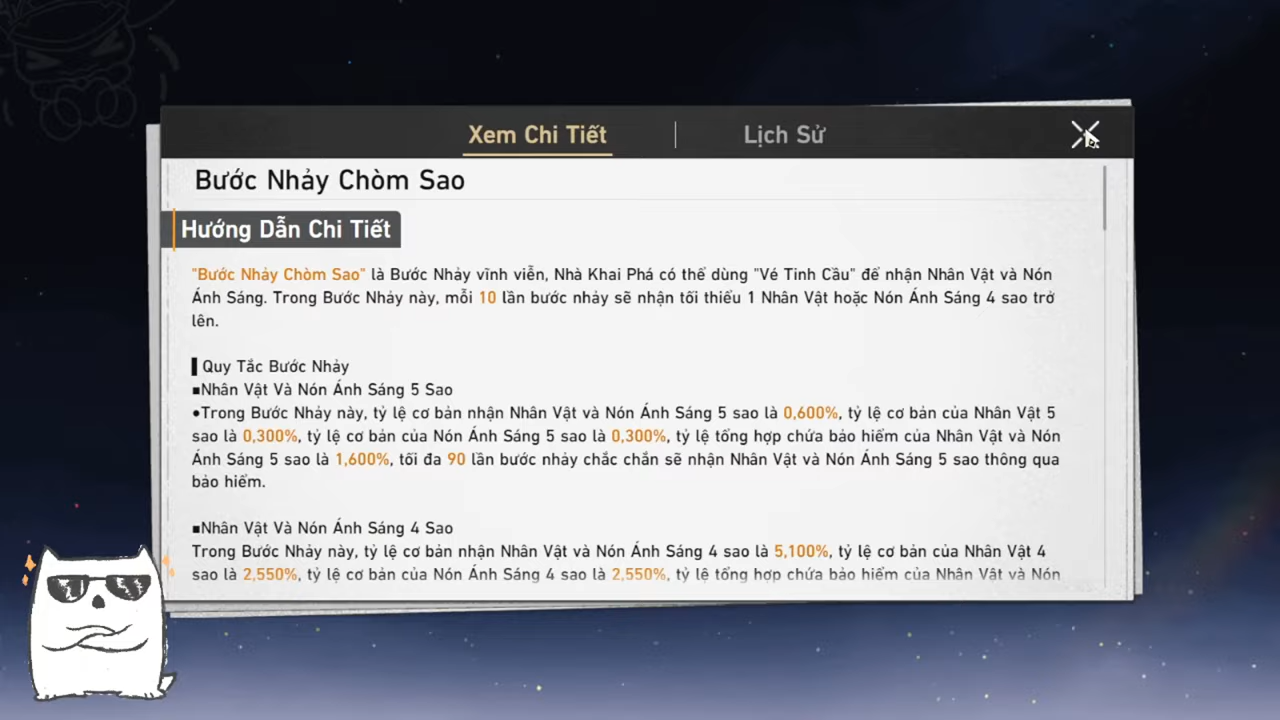 Xem Chi Tiết
Lịch Sử
Bước Nhảy Chòm Sao
Hướng Dẫn Chi Tiết
"Bước Nhảy Chòm Sao" là Bước Nhảy vĩnh viễn, Nhà Khai Phá có thể dùng "Vé Tinh Cầu" để nhận Nhân Vật và Nón
Ánh Sáng. Trong Bước Nhảy này, mỗi 10 lần bước nhảy sẽ nhận tối thiểu 1 Nhân Vật hoặc Nón Ánh Sáng 4 sao trở
lên.
▌Quy Tắc Bước Nhảy
■Nhân Vật Và Nón Ánh Sáng 5 Sao
●Trong Bước Nhảy này, tỷ lệ cơ bản nhận Nhân Vật và Nón Ánh Sáng 5 sao là 0,600%, tỷ lệ cơ bản của Nhân Vật 5
sao là 0,300%, tỷ lệ cơ bản của Nón Ánh Sáng 5 sao là 0,300%, tỷ lệ tổng hợp chứa bảo hiểm của Nhân Vật và Nón
Ánh Sáng 5 sao là 1,600%, tối đa 90 lần bước nhảy chắc chắn sẽ nhận Nhân Vật và Nón Ánh Sáng 5 sao thông qua
bảo hiểm.
■Nhân Vật Và Nón Ánh Sáng 4 Sao
Trong Bước Nhảy này, tỷ lệ cơ bản nhận Nhân Vật và Nón Ánh Sáng 4 sao là 5,100%, tỷ lệ cơ bản của Nhân Vật 4
sao là 2,550%, tỷ lệ cơ bản của Nón Ánh Sáng 4 sao là 2,550%, tỷ lệ tổng hợp chứa bảo hiểm của Nhân Vật và Nón